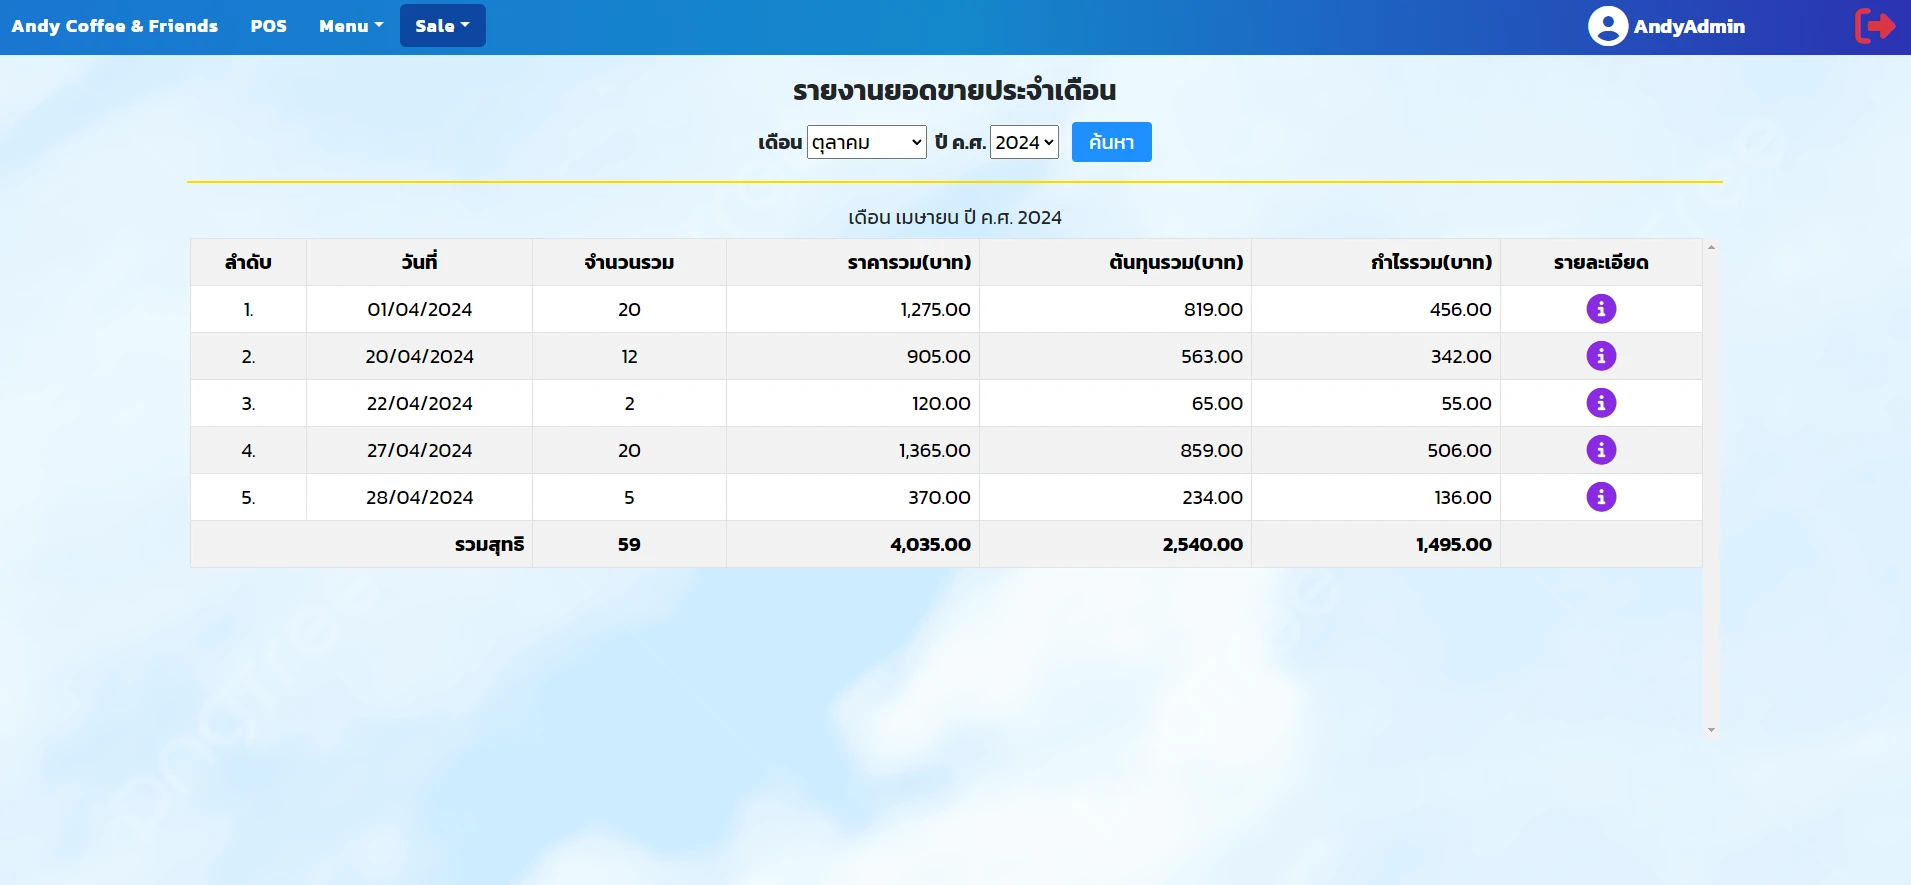 Andy Coffee & Friends POS Menu Sale AndyAdmin
รายงานยอดขายประจำเดือน
เดือน ตุลาคม ปี ค.ศ. 2024 ค้นหา
เดือน เมษายน ปี ค.ศ. 2024
ลำดับ วันที่ จำนวนรวม ราคารวม(บาท) ต้นทุนรวม(บาท) กำไรรวม(บาท) รายละเอียด
1. 01/04/2024 20 1,275.00 819.00 456.00
2. 20/04/2024 12 905.00 563.00 342.00
3. 22/04/2024 2 120.00 65.00 55.00
4. 27/04/2024 20 1,365.00 859.00 506.00
5. 28/04/2024 5 370.00 234.00 136.00
รวมสุทธิ 59 4,035.00 2,540.00 1,495.00